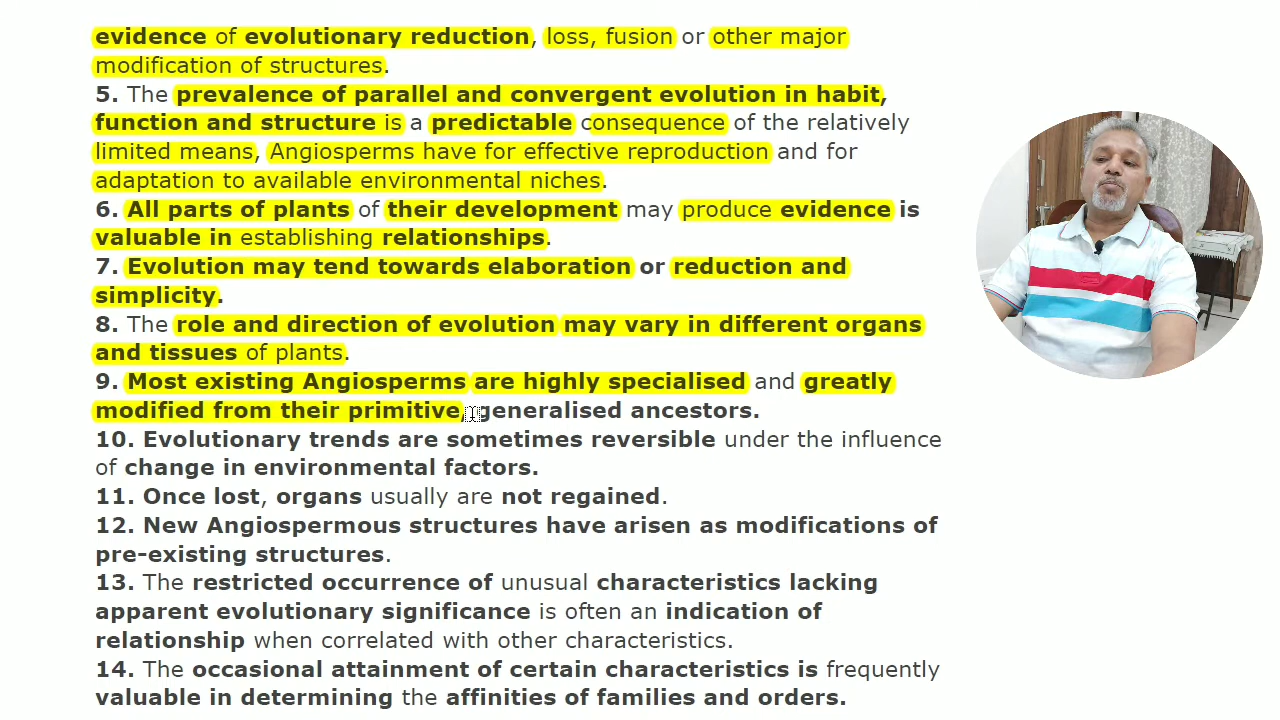 evidence of evolutionary reduction, loss, fusion or other major
modification of structures.
5. The prevalence of parallel and convergent evolution in habit,
function and structure is a predictable consequence of the relatively
limited means, Angiosperms have for effective reproduction and for
adaptation to available environmental niches.
6. All parts of plants of their development may produce evidence is
valuable in establishing relationships.
7. Evolution may tend towards elaboration or reduction and
simplicity.
8. The role and direction of evolution may vary in different organs
and tissues of plants.
9. Most existing Angiosperms are highly specialised and greatly
modified from their primitive, generalised ancestors.
10. Evolutionary trends are sometimes reversible under the influence
of change in environmental factors.
11. Once lost, organs usually are not regained.
12. New Angiospermous structures have arisen as modifications of
pre-existing structures.
13. The restricted occurrence of unusual characteristics lacking
apparent evolutionary significance is often an indication of
relationship when correlated with other characteristics.
14. The occasional attainment of certain characteristics is frequently
valuable in determining the affinities of families and orders.